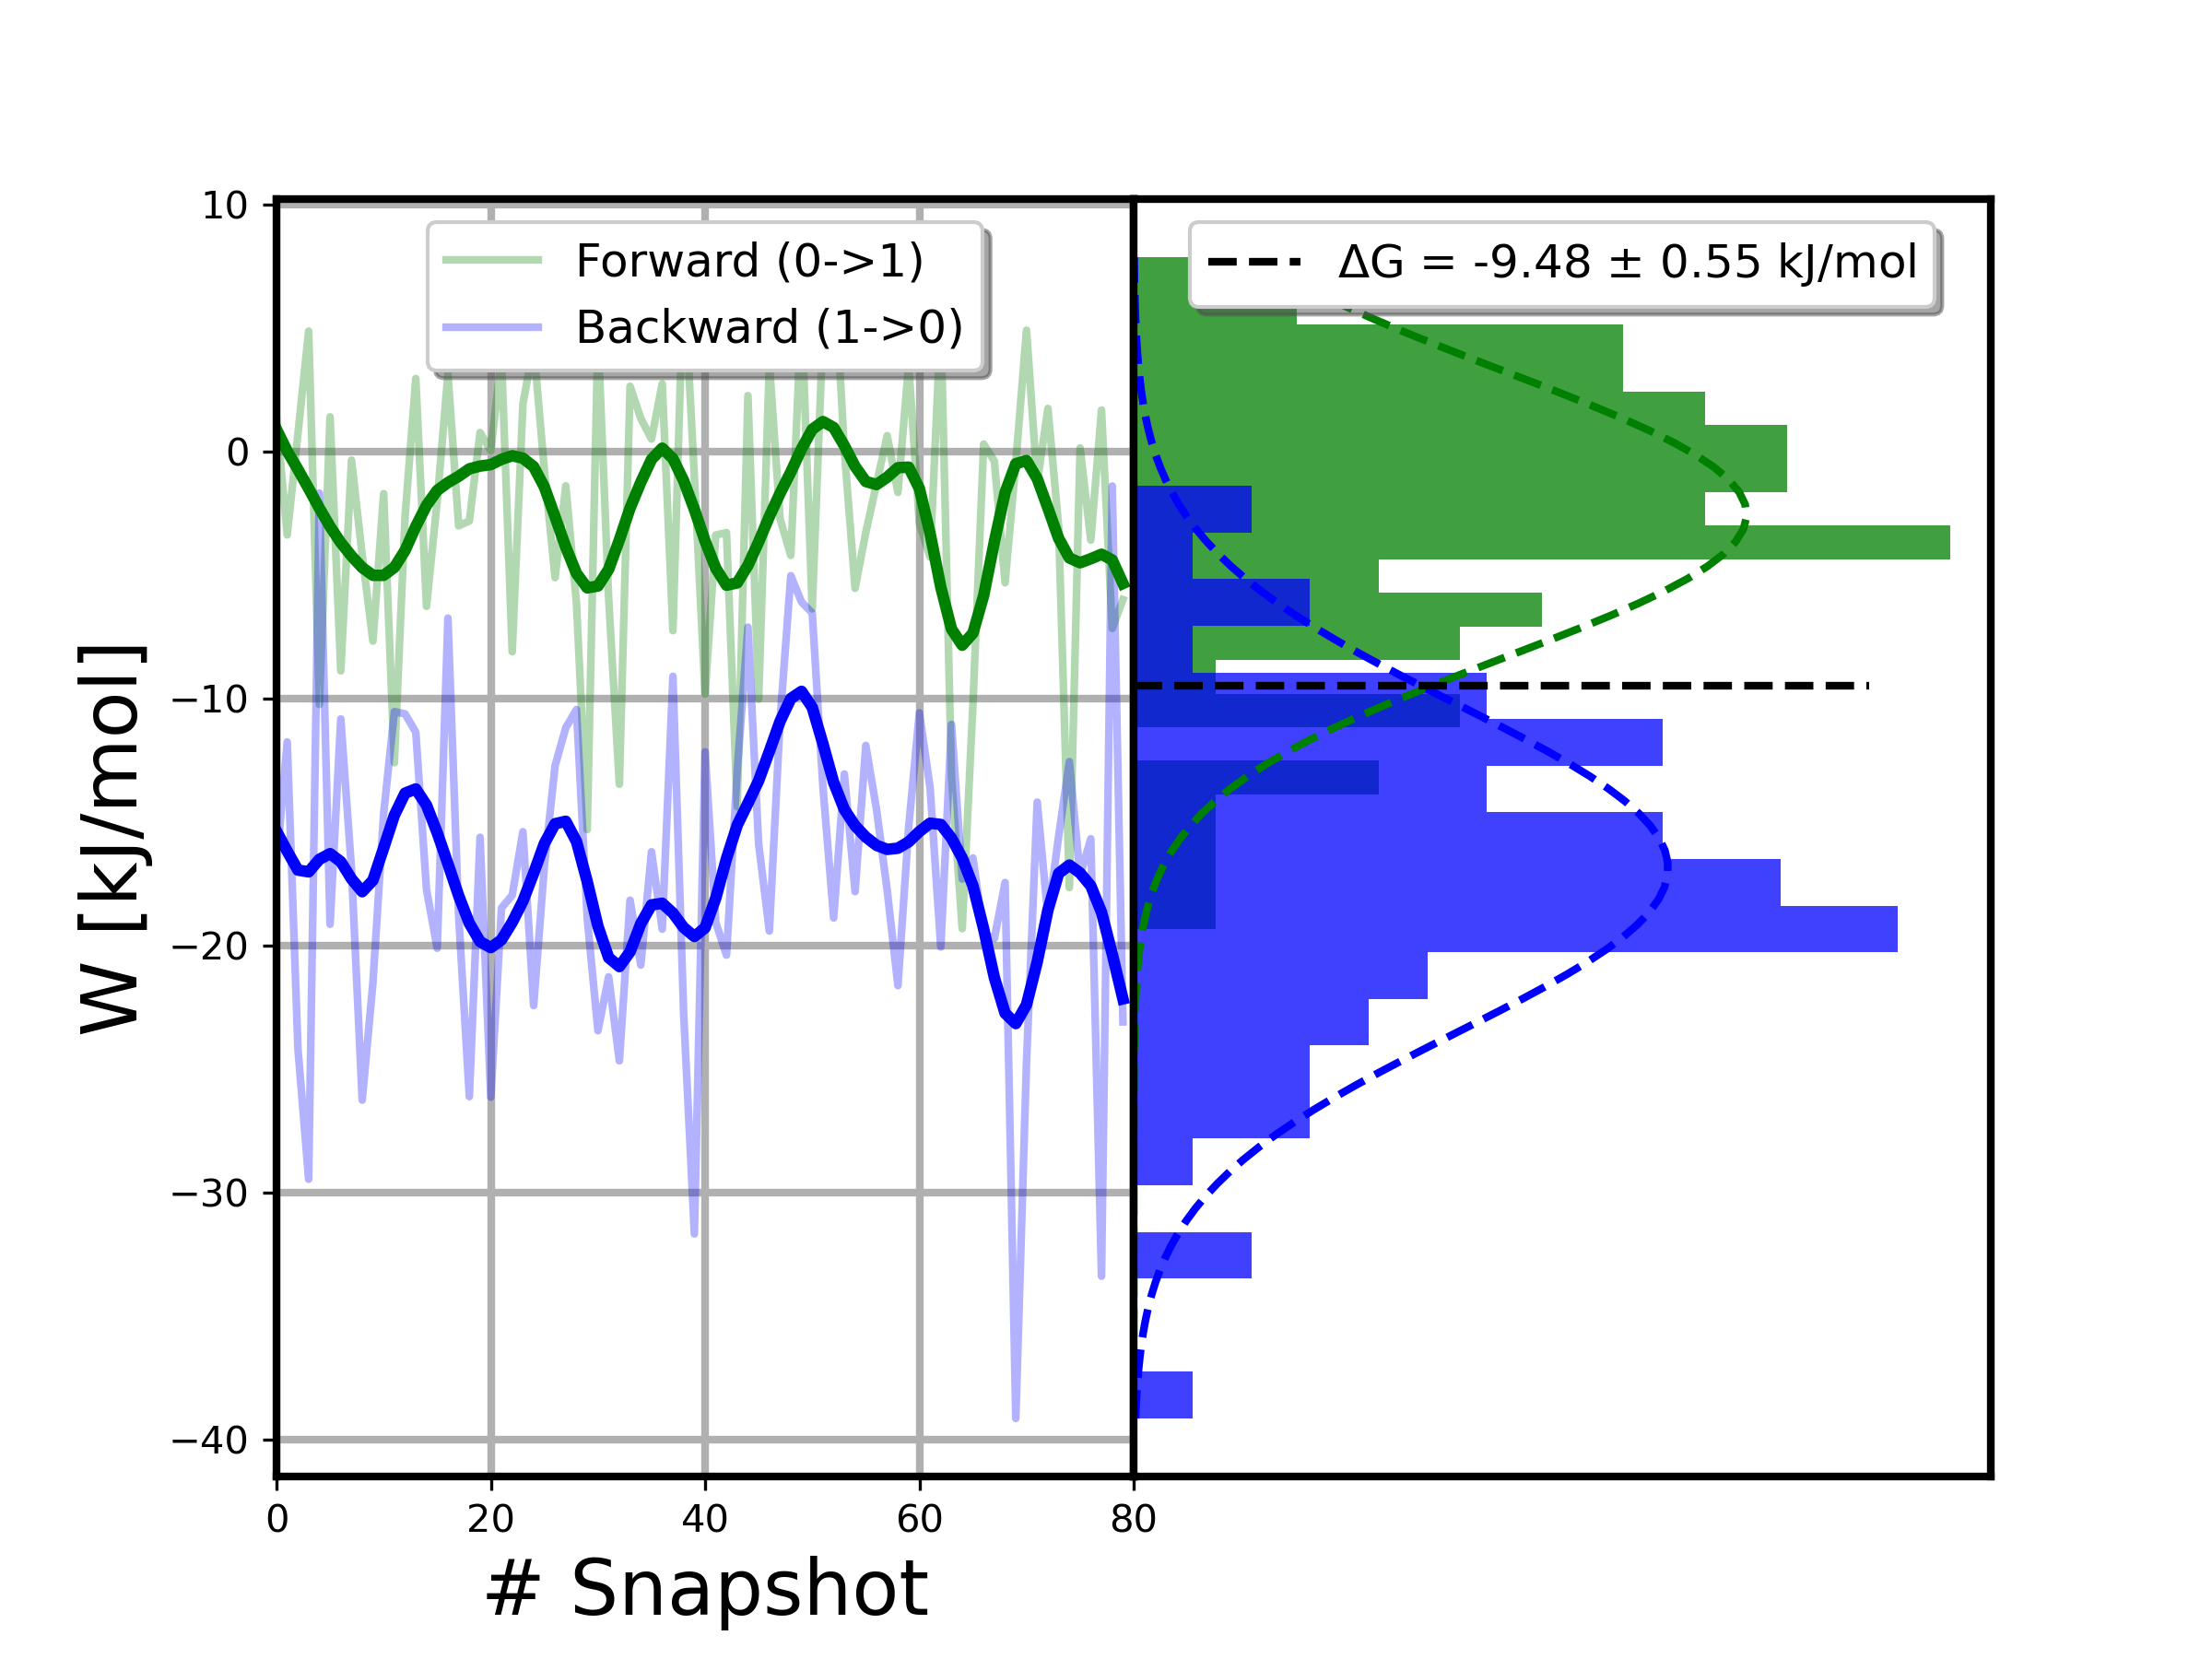 10
0
−10
−20
−30
−40
W [kJ/mol]
Forward (0->1)
Backward (1->0)
ΔG = -9.48 ± 0.55 kJ/mol
0 20 40 60 80
# Snapshot